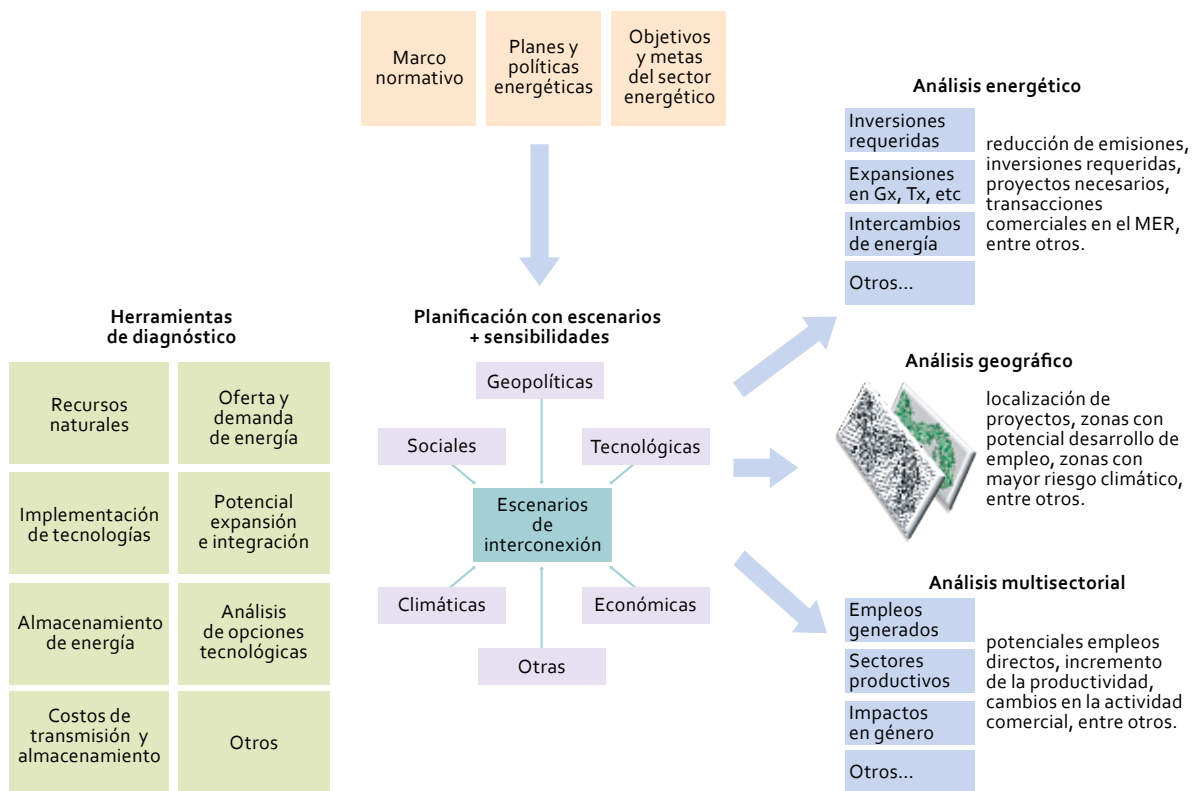 Marco
normativo
Planes y
políticas
energéticas
Objetivos
y metas
del sector
energético
Herramientas
de diagnóstico
Recursos
naturales
Oferta y
demanda
de energía
Implementación
de tecnologías
Potencial
expansión
e integración
Almacenamiento
de energía
Análisis
de opciones
tecnológicas
Costos de
transmisión y
almacenamiento
Otros
Planificación con escenarios
+ sensibilidades
Geopolíticas
Sociales
Tecnológicas
Escenarios
de
interconexión
Climáticas
Económicas
Otras
Análisis energético
Inversiones
requeridas
Expansiones
en Gx, Tx, etc
Intercambios
de energía
Otros...
reducción de emisiones,
inversiones requeridas,
proyectos necesarios,
transacciones
comerciales en el MER,
entre otros.
Análisis geográfico
localización de
proyectos, zonas con
potencial desarrollo de
empleo, zonas con
mayor riesgo climático,
entre otros.
Análisis multisectorial
Empleos
generados
Sectores
productivos
Impactos
en género
Otros...
potenciales empleos
directos, incremento
de la productividad,
cambios en la actividad
comercial, entre otros.